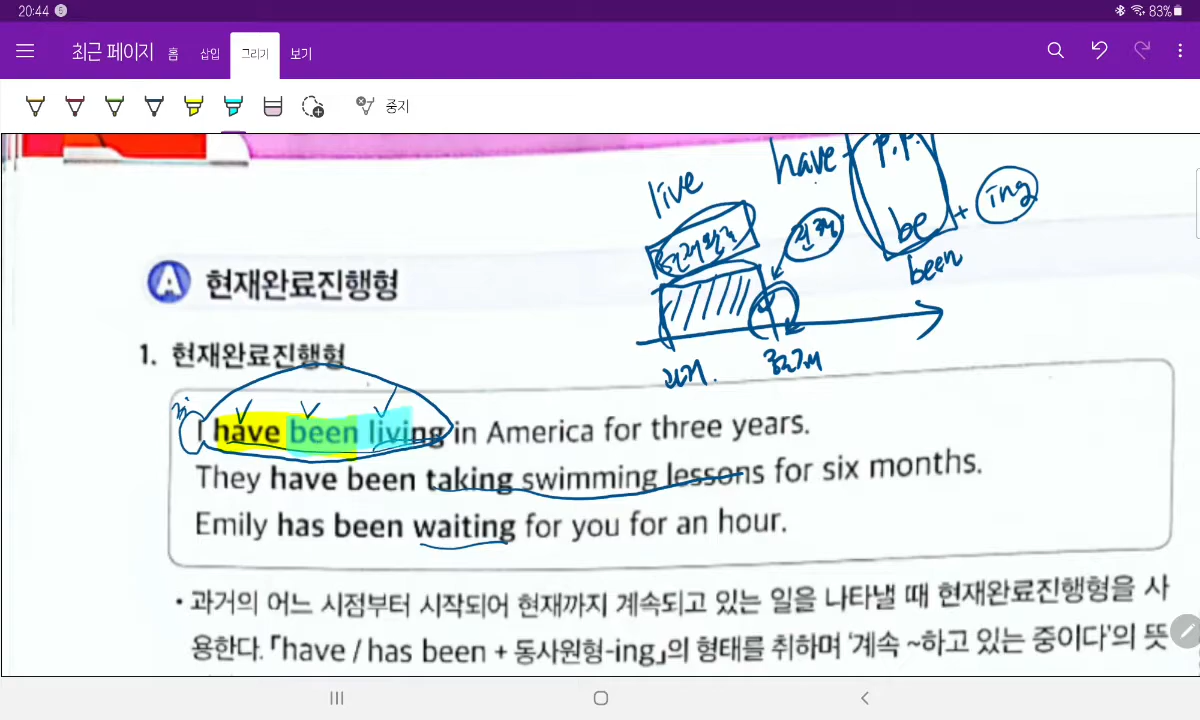 20:44 5 83%
최근 페이지 홈 삽입 그리기 보기
중지
have + p.p.
live
be + ing
현재완료
진행
been
A 현재완료진행형
과거 현재
1. 현재완료진행형
I have been living in America for three years.
They have been taking swimming lessons for six months.
Emily has been waiting for you for an hour.
• 과거의 어느 시점부터 시작되어 현재까지 계속되고 있는 일을 나타낼 때 현재완료진행형을 사
용한다. 「have / has been + 동사원형-ing」의 형태를 취하며 '계속 ~하고 있는 중이다'의 뜻